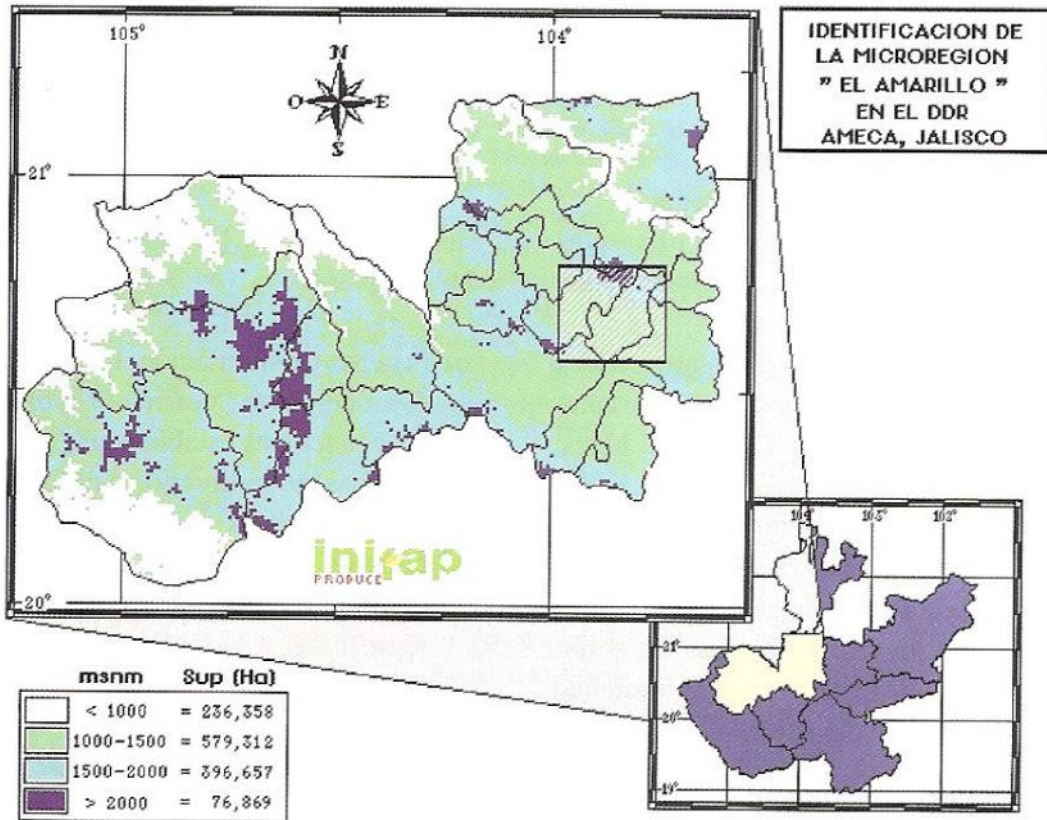 IDENTIFICACION DE
LA MICROREGION
" EL AMARILLO "
EN EL DDR
AMECA, JALISCO
105° 104°
N
O E
S
21°
inifap
PRODUCE
20°
104° 103° 102°
21°
20°
19°
msnm Sup (Ha)
< 1000 = 236,358
1000-1500 = 579,312
1500-2000 = 396,657
> 2000 = 76,869